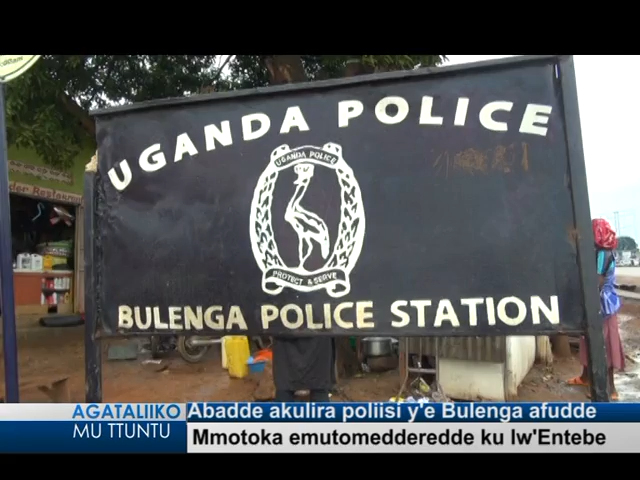 UGANDA POLICE
UGANDA POLICE
PROTECT & SERVE
BULENGA POLICE STATION
AGATALIIKO
MU TTUNTU
Abadde akulira poliisi y'e Bulenga afudde
Mmotoka emutomedderedde ku lw'Entebe